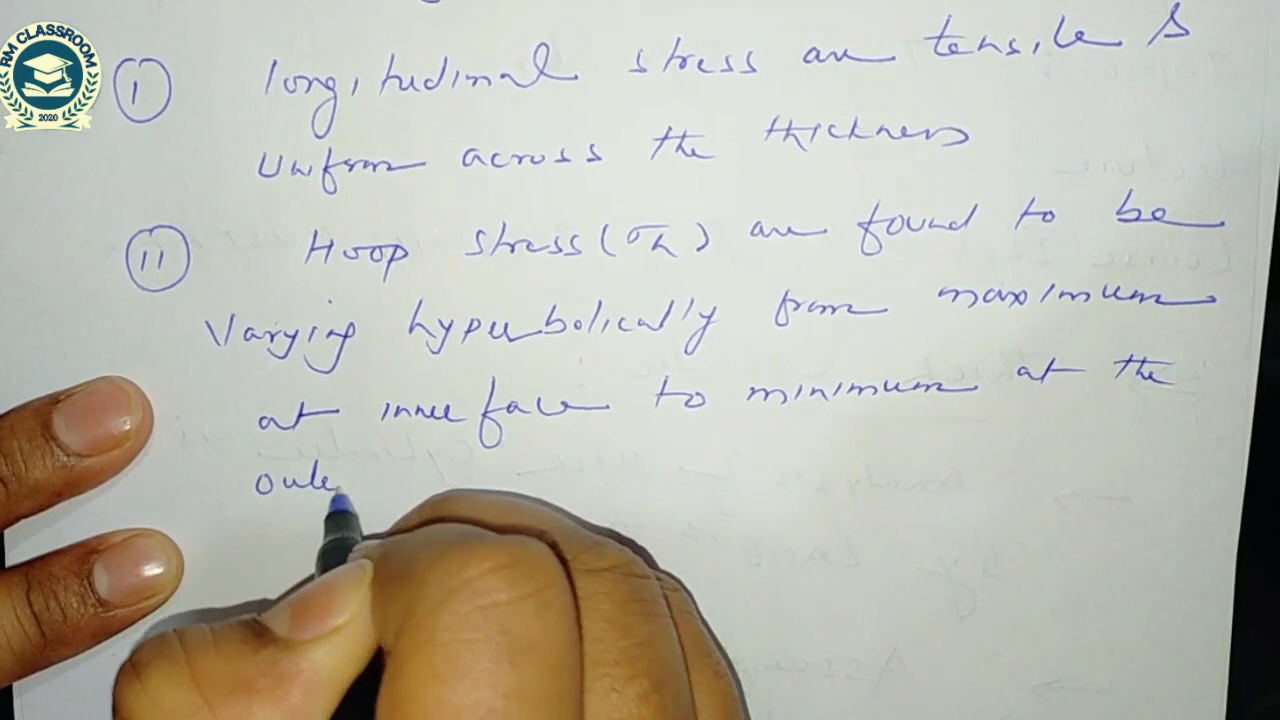 RM CLASSROOM
2020
(I) longitudinal stress are tensile &
Uniform across the thickness
(II) Hoop stress (σh) are found to be
Varying hyperbolically from maximum
at inner face to minimum at the
oute